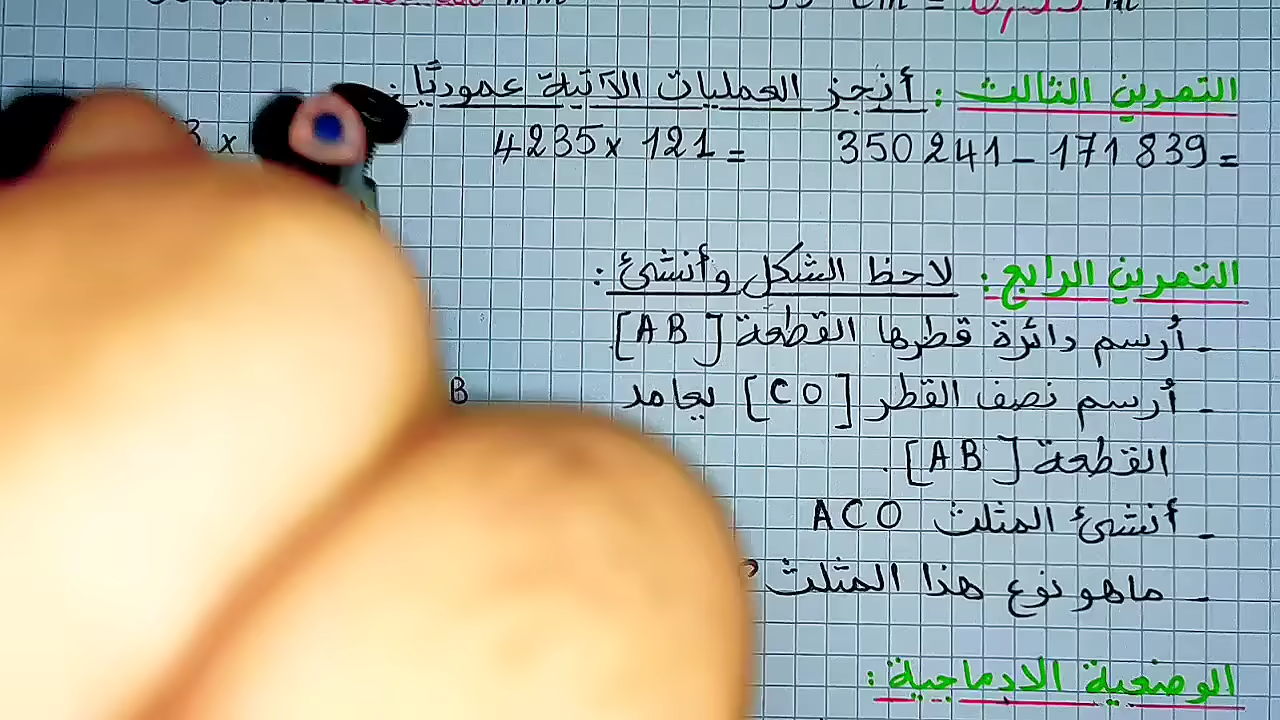 التمرين الثالث : أنجز العمليات الآتية عموديًا :
350 241 - 171 839 =
4235 x 121 =
3 x
التمرين الرابع : لاحظ الشكل وأنشئ :
- أرسم دائرة قطرها القطعة [AB]
- أرسم نصف القطر [CO] يعامد
B
القطعة [AB] .
- أنشئ المثلث ACO
- ماهو نوع هذا المثلث ؟
الوضعية الادماجية :